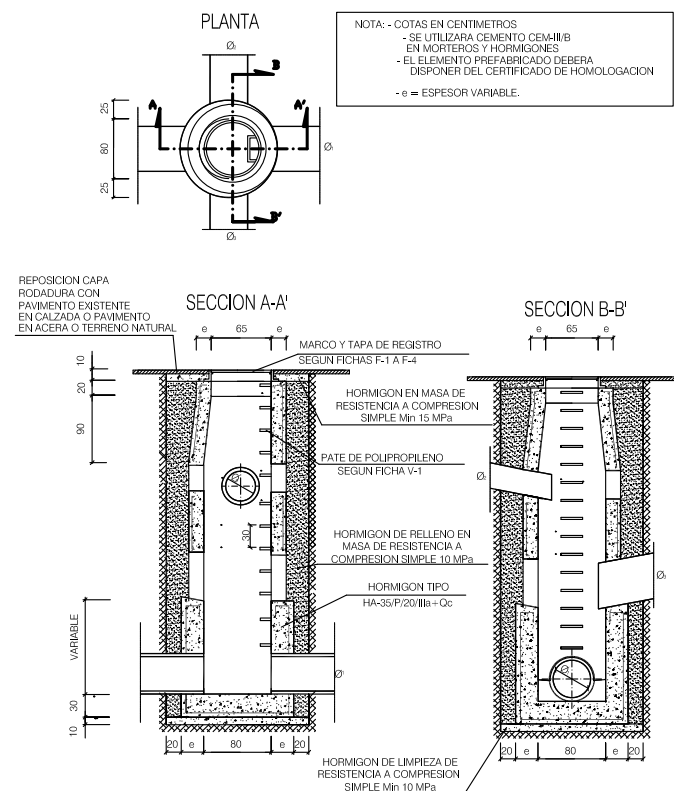 PLANTA
NOTA: - COTAS EN CENTIMETROS
- SE UTILIZARA CEMENTO CEM-III/B
EN MORTEROS Y HORMIGONES
- EL ELEMENTO PREFABRICADO DEBERA
DISPONER DEL CERTIFICADO DE HOMOLOGACION
- e = ESPESOR VARIABLE.
Ø₂
B
A
A'
25
80
25
Ø₁
B'
Ø₃
REPOSICION CAPA
RODADURA CON
PAVIMENTO EXISTENTE
EN CALZADA O PAVIMENTO
EN ACERA O TERRENO NATURAL
SECCION A-A'
SECCION B-B'
e 65 e
e 65 e
MARCO Y TAPA DE REGISTRO
SEGUN FICHAS F-1 A F-4
10
20
90
HORMIGON EN MASA DE
RESISTENCIA A COMPRESION
SIMPLE Min 15 MPa
PATE DE POLIPROPILENO
SEGUN FICHA V-1
30
HORMIGON DE RELLENO EN
MASA DE RESISTENCIA A
COMPRESION SIMPLE 10 MPa
HORMIGON TIPO
HA-35/P/20/IIIa+Qc
VARIABLE
30
10
20 e 80 e 20
20 e 80 e 20
HORMIGON DE LIMPIEZA DE
RESISTENCIA A COMPRESION
SIMPLE Min 10 MPa